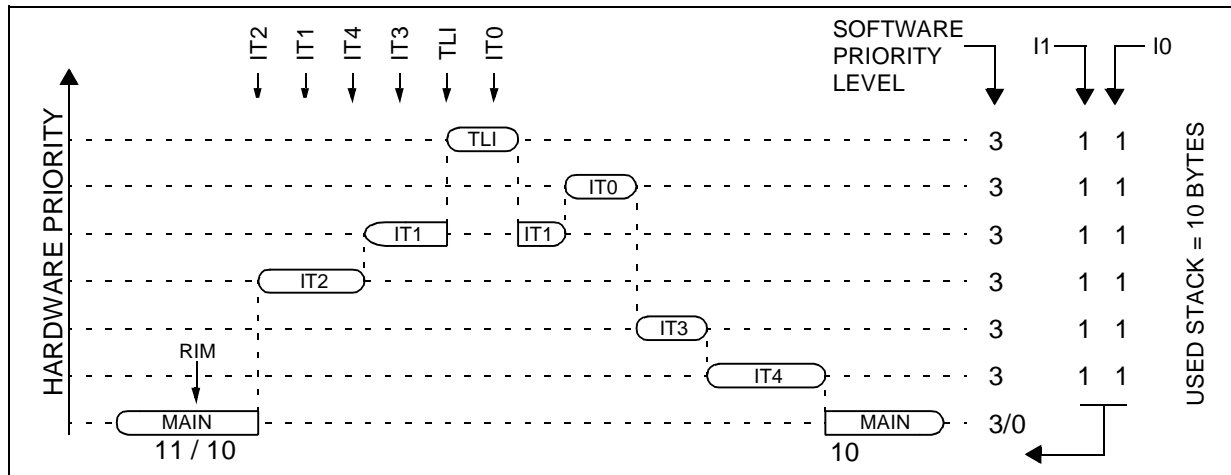 IT2
IT1
IT4
IT3
TLI
IT0
SOFTWARE
PRIORITY
LEVEL
I1
I0
HARDWARE PRIORITY
TLI
3 1 1
IT0
3 1 1
IT1
IT1
3 1 1
IT2
3 1 1
IT3
3 1 1
RIM
IT4
3 1 1
MAIN
MAIN
3/0
11 / 10
10
USED STACK = 10 BYTES